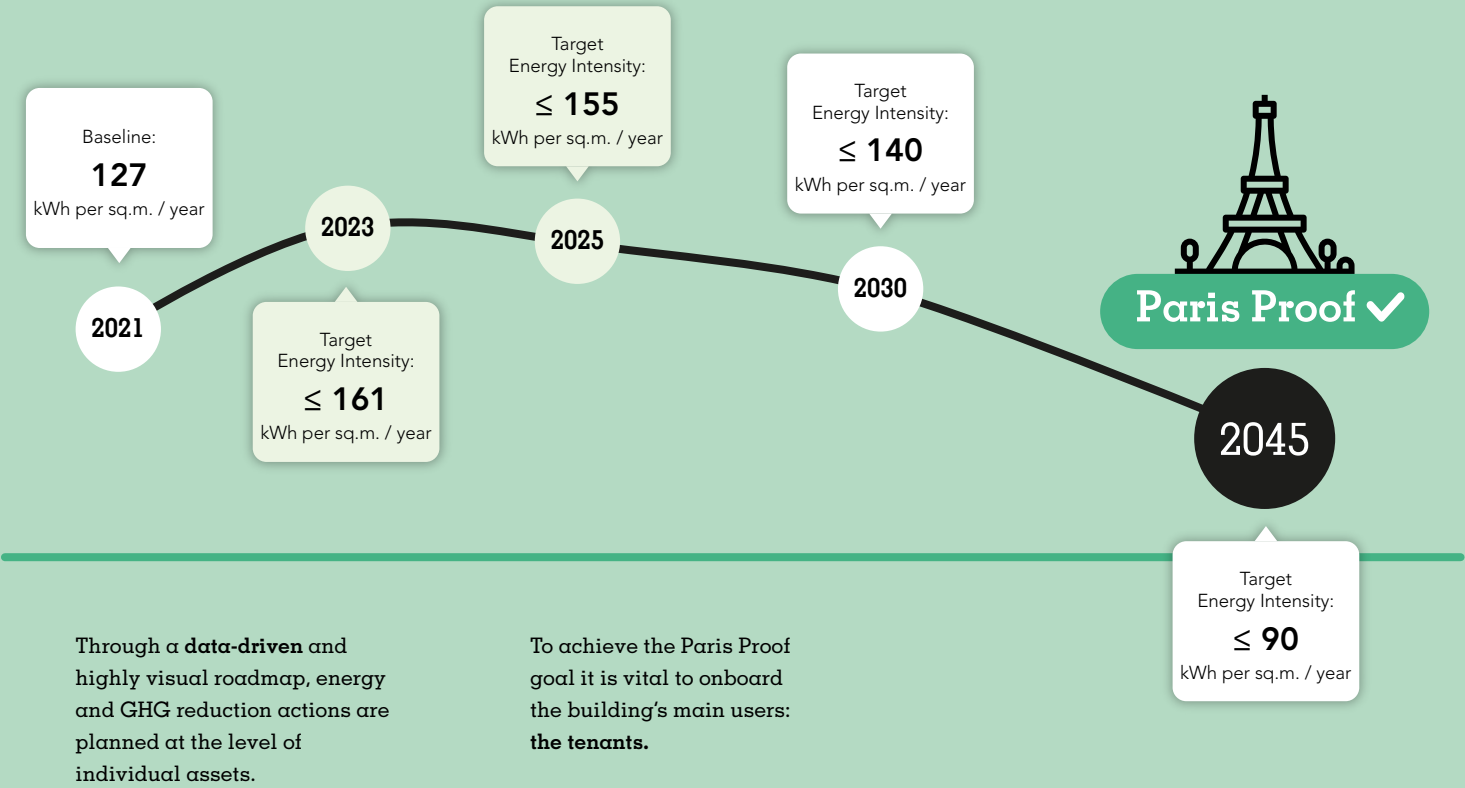 Baseline:
127
kWh per sq.m. / year
2021
2023
Target
Energy Intensity:
≤ 161
kWh per sq.m. / year
Target
Energy Intensity:
≤ 155
kWh per sq.m. / year
2025
Target
Energy Intensity:
≤ 140
kWh per sq.m. / year
2030
Paris Proof
2045
Target
Energy Intensity:
≤ 90
kWh per sq.m. / year
Through a data-driven and
highly visual roadmap, energy
and GHG reduction actions are
planned at the level of
individual assets.
To achieve the Paris Proof
goal it is vital to onboard
the building's main users:
the tenants.